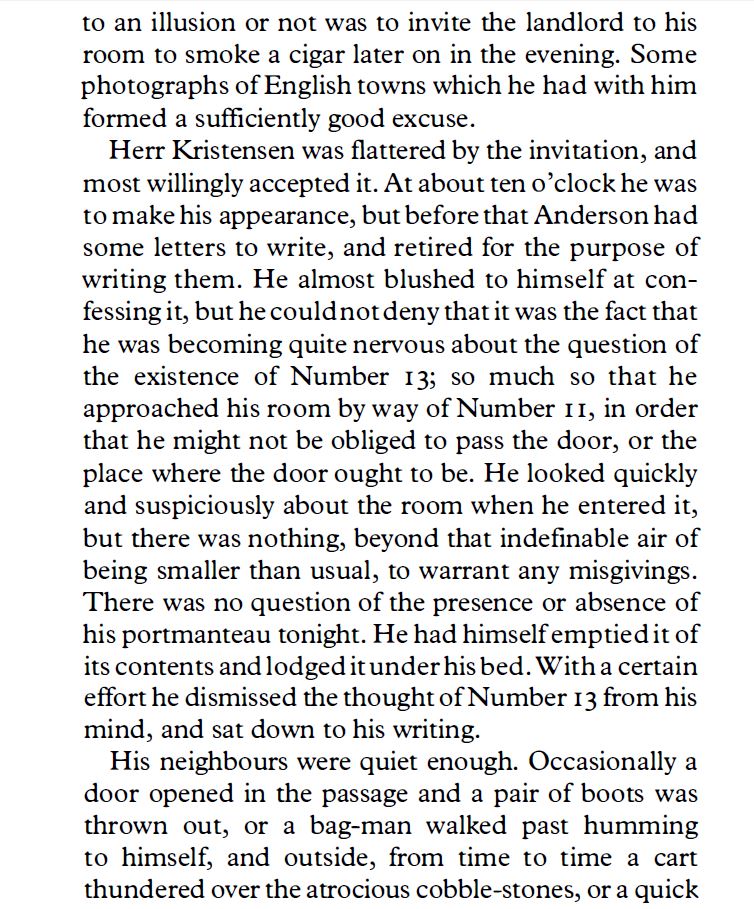 to an illusion or not was to invite the landlord to his
room to smoke a cigar later on in the evening. Some
photographs of English towns which he had with him
formed a sufficiently good excuse.
Herr Kristensen was flattered by the invitation, and
most willingly accepted it. At about ten o’clock he was
to make his appearance, but before that Anderson had
some letters to write, and retired for the purpose of
writing them. He almost blushed to himself at con-
fessing it, but he could not deny that it was the fact that
he was becoming quite nervous about the question of
the existence of Number 13; so much so that he
approached his room by way of Number 11, in order
that he might not be obliged to pass the door, or the
place where the door ought to be. He looked quickly
and suspiciously about the room when he entered it,
but there was nothing, beyond that indefinable air of
being smaller than usual, to warrant any misgivings.
There was no question of the presence or absence of
his portmanteau tonight. He had himself emptied it of
its contents and lodged it under his bed. With a certain
effort he dismissed the thought of Number 13 from his
mind, and sat down to his writing.
His neighbours were quiet enough. Occasionally a
door opened in the passage and a pair of boots was
thrown out, or a bag-man walked past humming
to himself, and outside, from time to time a cart
thundered over the atrocious cobble-stones, or a quick